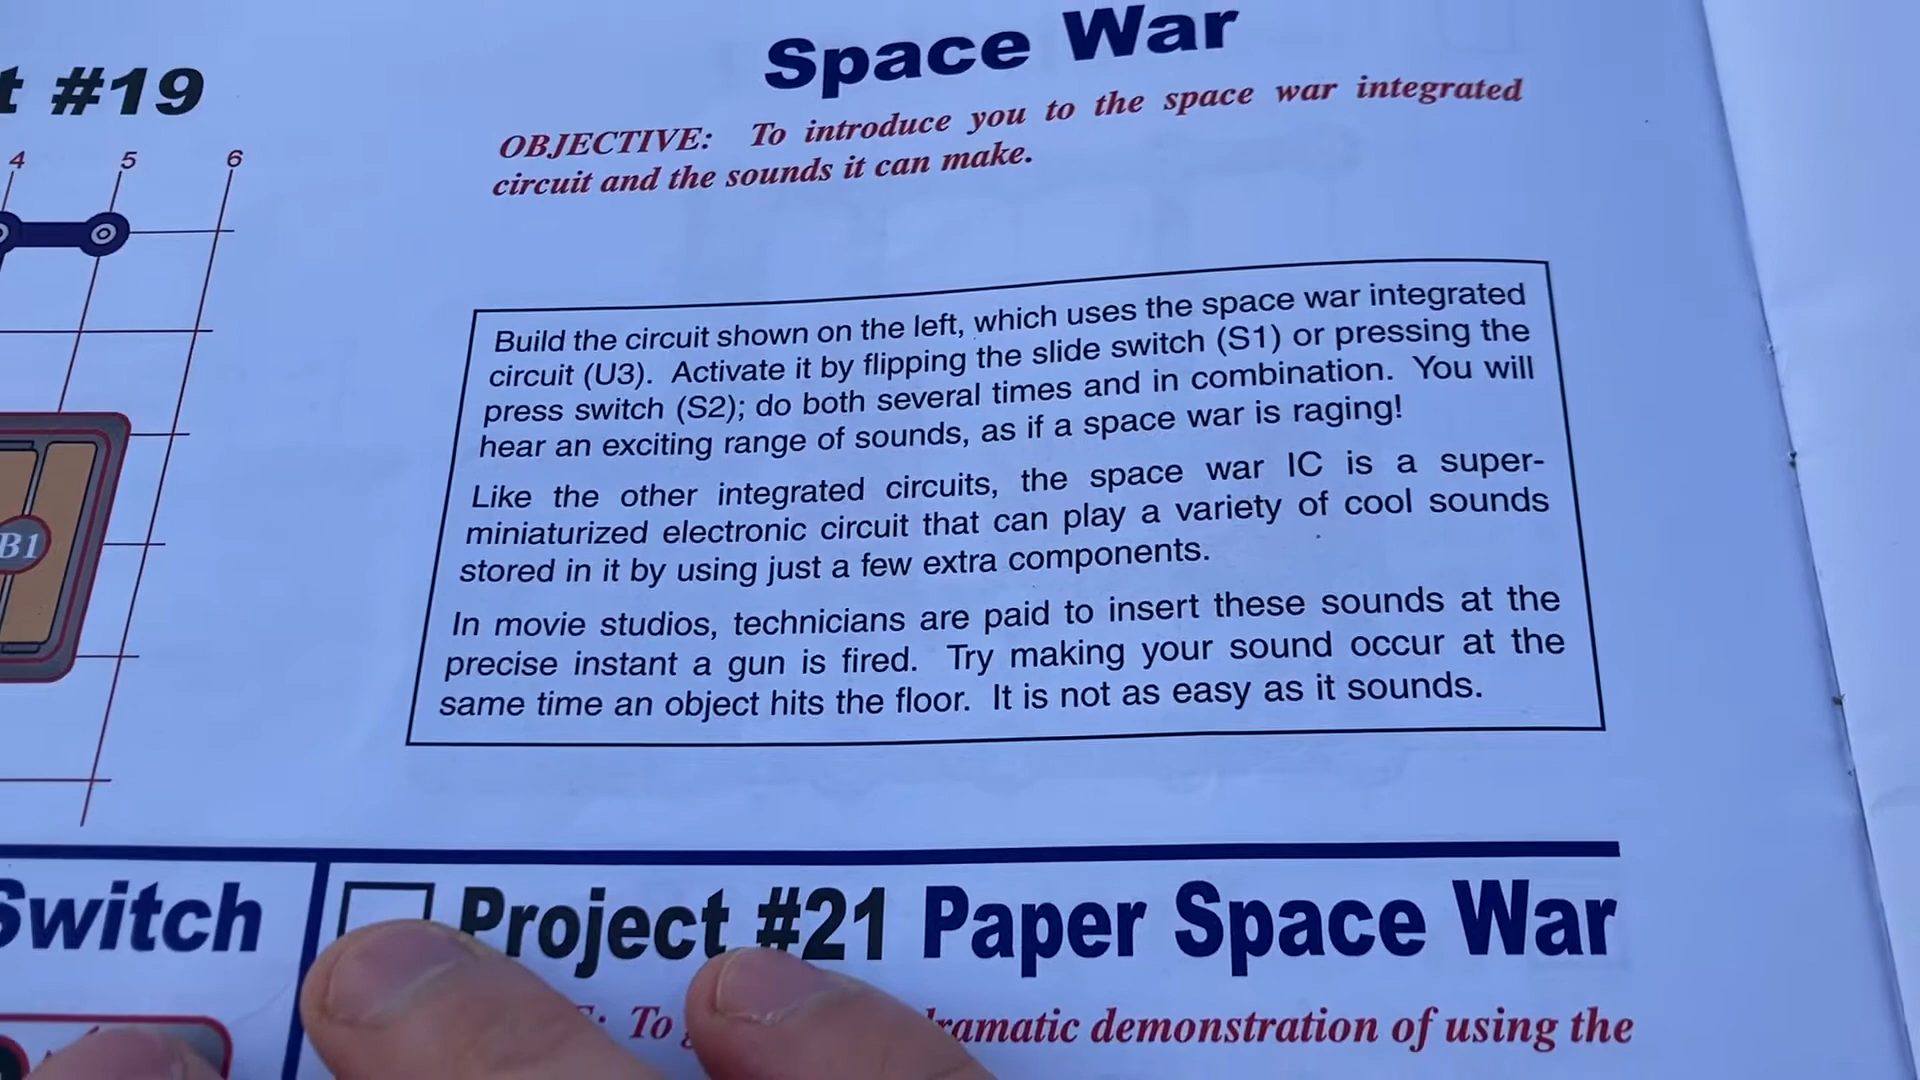 Space War
#19
OBJECTIVE: To introduce you to the space war integrated
circuit and the sounds it can make.
4 5 6
Build the circuit shown on the left, which uses the space war integrated
circuit (U3). Activate it by flipping the slide switch (S1) or pressing the
press switch (S2); do both several times and in combination. You will
hear an exciting range of sounds, as if a space war is raging!
Like the other integrated circuits, the space war IC is a super-
miniaturized electronic circuit that can play a variety of cool sounds
stored in it by using just a few extra components.
B1
In movie studios, technicians are paid to insert these sounds at the
precise instant a gun is fired. Try making your sound occur at the
same time an object hits the floor. It is not as easy as it sounds.
Switch
Project #21 Paper Space War
To
demonstration of using the